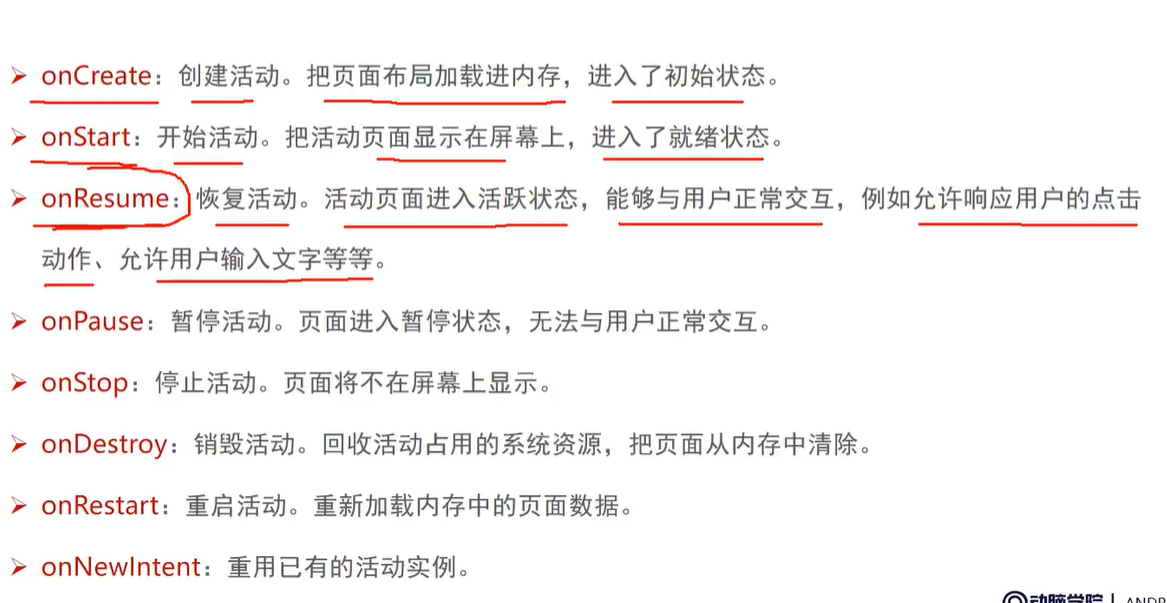 ➢ onCreate：创建活动。把页面布局加载进内存，进入了初始状态。
➢ onStart：开始活动。把活动页面显示在屏幕上，进入了就绪状态。
➢ onResume：恢复活动。活动页面进入活跃状态，能够与用户正常交互，例如允许响应用户的点击
动作、允许用户输入文字等等。
➢ onPause：暂停活动。页面进入暂停状态，无法与用户正常交互。
➢ onStop：停止活动。页面将不在屏幕上显示。
➢ onDestroy：销毁活动。回收活动占用的系统资源，把页面从内存中清除。
➢ onRestart：重启活动。重新加载内存中的页面数据。
➢ onNewIntent：重用已有的活动实例。
动脑学院 | ANDR